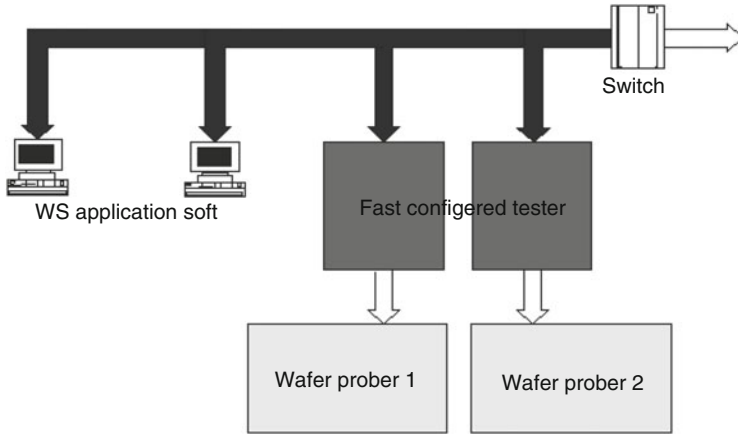 Switch
WS application soft
Fast configered tester
Wafer prober 1
Wafer prober 2